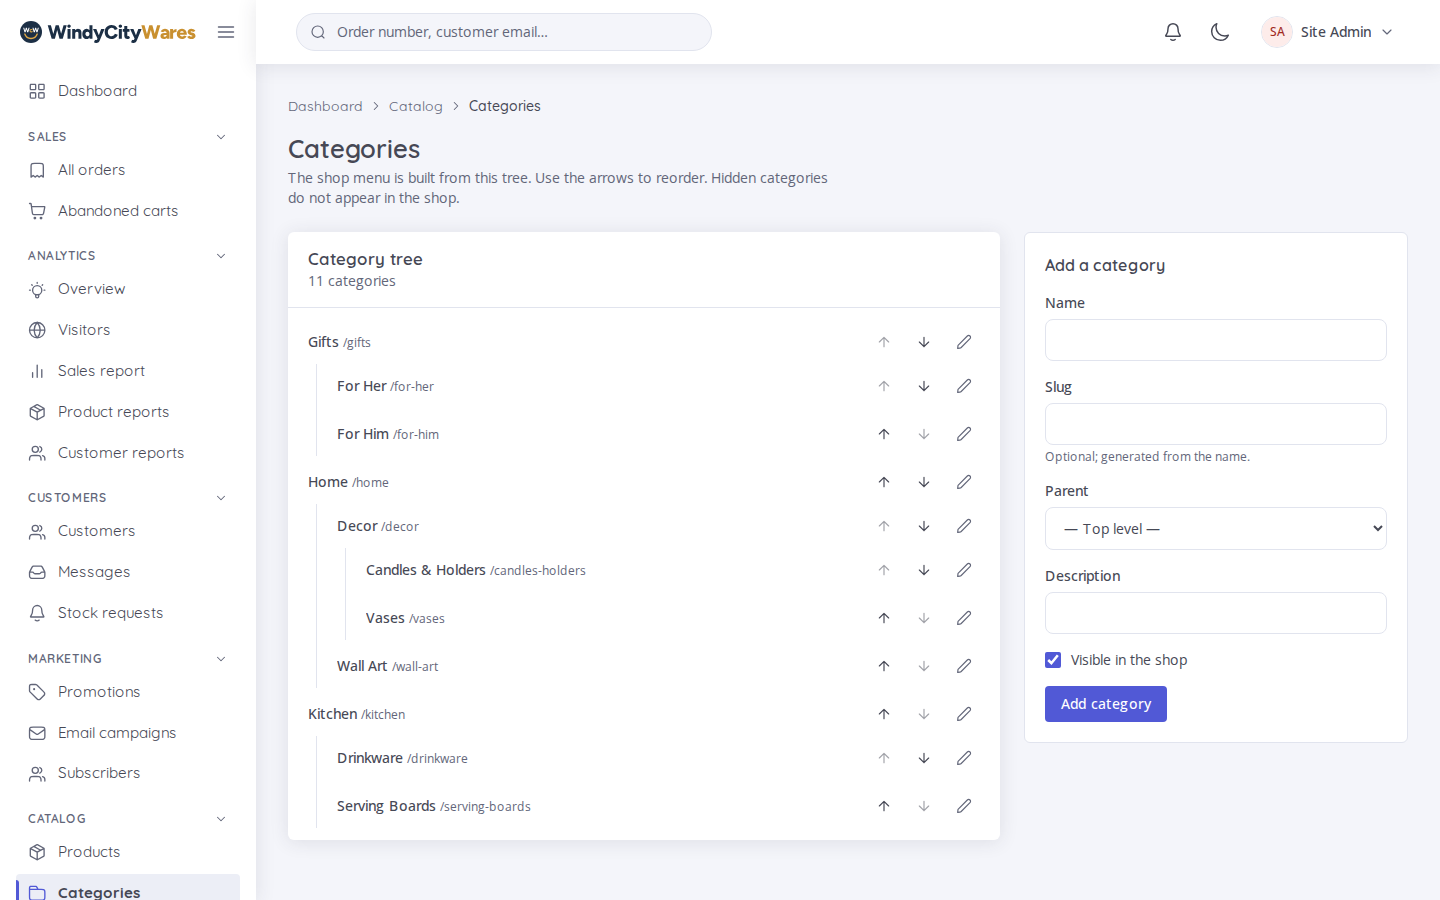 WindyCityWares
Order number, customer email...
SA
Site Admin
Dashboard
SALES
All orders
Abandoned carts
ANALYTICS
Overview
Visitors
Sales report
Product reports
Customer reports
CUSTOMERS
Customers
Messages
Stock requests
MARKETING
Promotions
Email campaigns
Subscribers
CATALOG
Products
Categories
Dashboard > Catalog > Categories
Categories
The shop menu is built from this tree. Use the arrows to reorder. Hidden categories
do not appear in the shop.
Category tree
11 categories
Gifts /gifts
For Her /for-her
For Him /for-him
Home /home
Decor /decor
Candles & Holders /candles-holders
Vases /vases
Wall Art /wall-art
Kitchen /kitchen
Drinkware /drinkware
Serving Boards /serving-boards
Add a category
Name
Slug
Optional; generated from the name.
Parent
— Top level —
Description
Visible in the shop
Add category